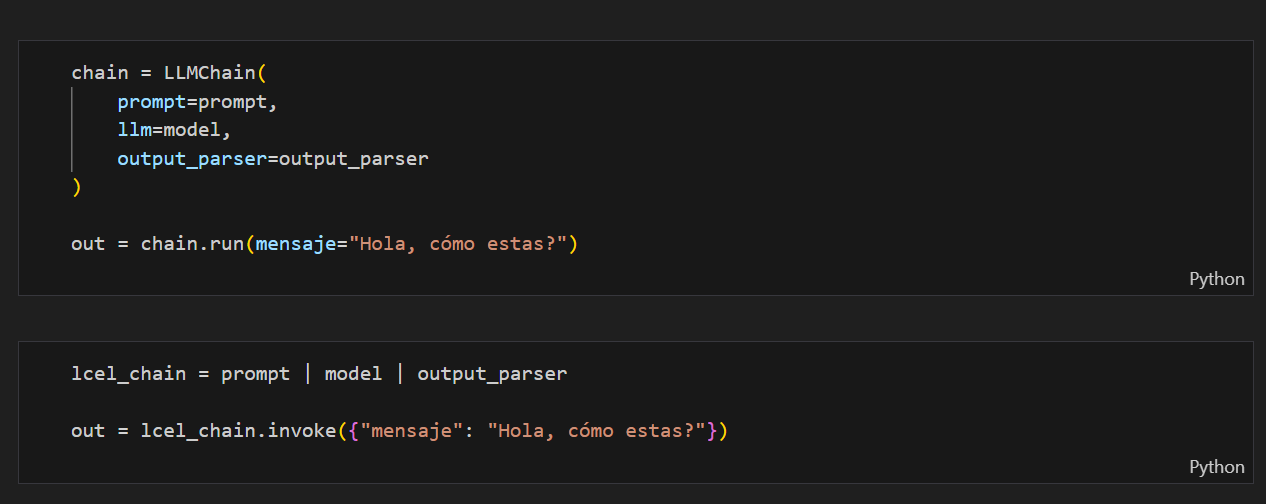 chain = LLMChain(
    prompt=prompt,
    llm=model,
    output_parser=output_parser
)
out = chain.run(mensaje="Hola, cómo estas?")
Python
lcel_chain = prompt | model | output_parser
out = lcel_chain.invoke({"mensaje": "Hola, cómo estas?"})
Python